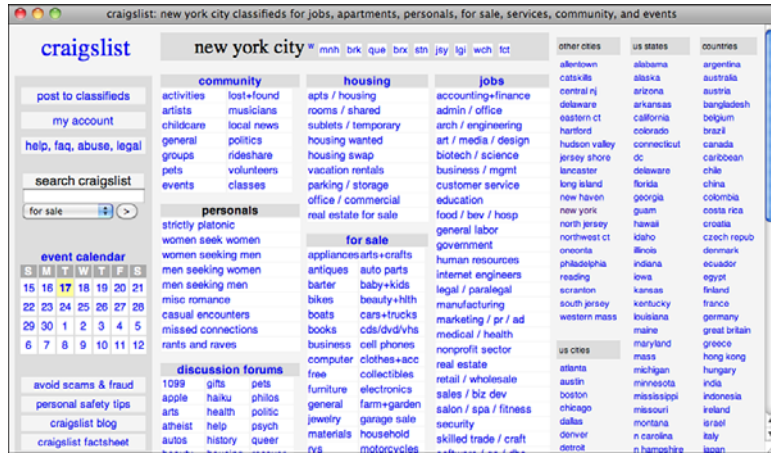 craigslist: new york city classifieds for jobs, apartments, personals, for sale, services, community, and events
craigslist
post to classifieds
my account
help, faq, abuse, legal
search craigslist
for sale
>
event calendar
S M T W T F S
15 16 17 18 19 20 21
22 23 24 25 26 27 28
29 30 1 2 3 4 5
6 7 8 9 10 11 12
avoid scams & fraud
personal safety tips
craigslist blog
craigslist factsheet
new york city w mnh brk que brx stn jsy lgi wch fct
community
activities lost+found
artists musicians
childcare local news
general politics
groups rideshare
pets volunteers
events classes
personals
strictly platonic
women seek women
women seeking men
men seeking women
men seeking men
misc romance
casual encounters
missed connections
rants and raves
discussion forums
1099 gifts pets
apple haiku philos
arts health politic
atheist help psych
autos history queer
housing
apts / housing
rooms / shared
sublets / temporary
housing wanted
housing swap
vacation rentals
parking / storage
office / commercial
real estate for sale
for sale
appliances arts+crafts
antiques auto parts
barter baby+kids
bikes beauty+hlth
boats cars+trucks
books cds/dvd/vhs
business cell phones
computer clothes+acc
free collectibles
furniture electronics
general farm+garden
jewelry garage sale
materials household
rvs motorcycles
jobs
accounting+finance
admin / office
arch / engineering
art / media / design
biotech / science
business / mgmt
customer service
education
food / bev / hosp
general labor
government
human resources
internet engineers
legal / paralegal
manufacturing
marketing / pr / ad
medical / health
nonprofit sector
real estate
retail / wholesale
sales / biz dev
salon / spa / fitness
security
skilled trade / craft
other cities
allentown
catskills
central nj
delaware
eastern ct
hartford
hudson valley
jersey shore
lancaster
long island
new haven
new york
north jersey
northwest ct
oneonta
philadelphia
reading
scranton
south jersey
western mass
us cities
atlanta
austin
boston
chicago
dallas
denver
detroit
us states
alabama
alaska
arizona
arkansas
california
colorado
connecticut
dc
delaware
florida
georgia
guam
hawaii
idaho
illinois
indiana
iowa
kansas
kentucky
louisiana
maine
maryland
mass
michigan
minnesota
mississippi
missouri
montana
n carolina
n hampshire
countries
argentina
australia
austria
bangladesh
belgium
brazil
canada
caribbean
chile
china
colombia
costa rica
croatia
czech repub
denmark
ecuador
egypt
finland
france
germany
great britain
greece
hong kong
hungary
india
indonesia
ireland
israel
italy
japan